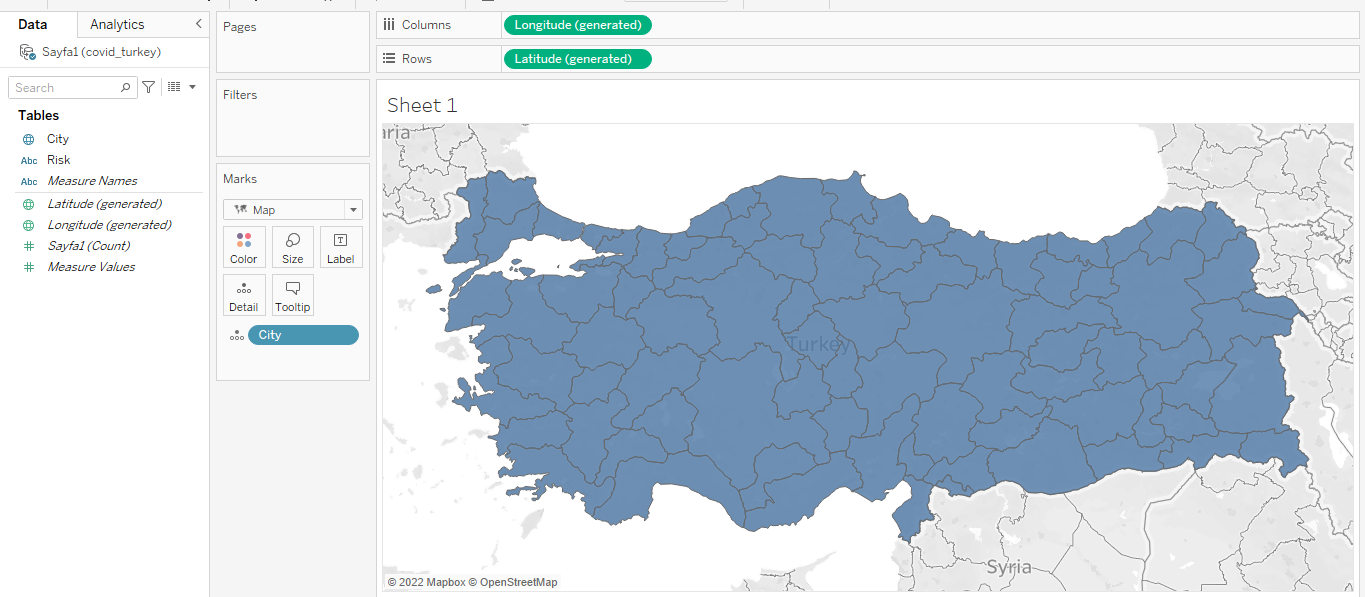 Data
Analytics
Sayfa1 (covid_turkey)
Search
Tables
City
Abc Risk
Abc Measure Names
Latitude (generated)
Longitude (generated)
Sayfa1 (Count)
Measure Values
Pages
Filters
Marks
Map
Color
Size
T
Label
Detail
Tooltip
City
Columns
Longitude (generated)
Rows
Latitude (generated)
Sheet 1
aria
Turkey
Syria
© 2022 Mapbox © OpenStreetMap